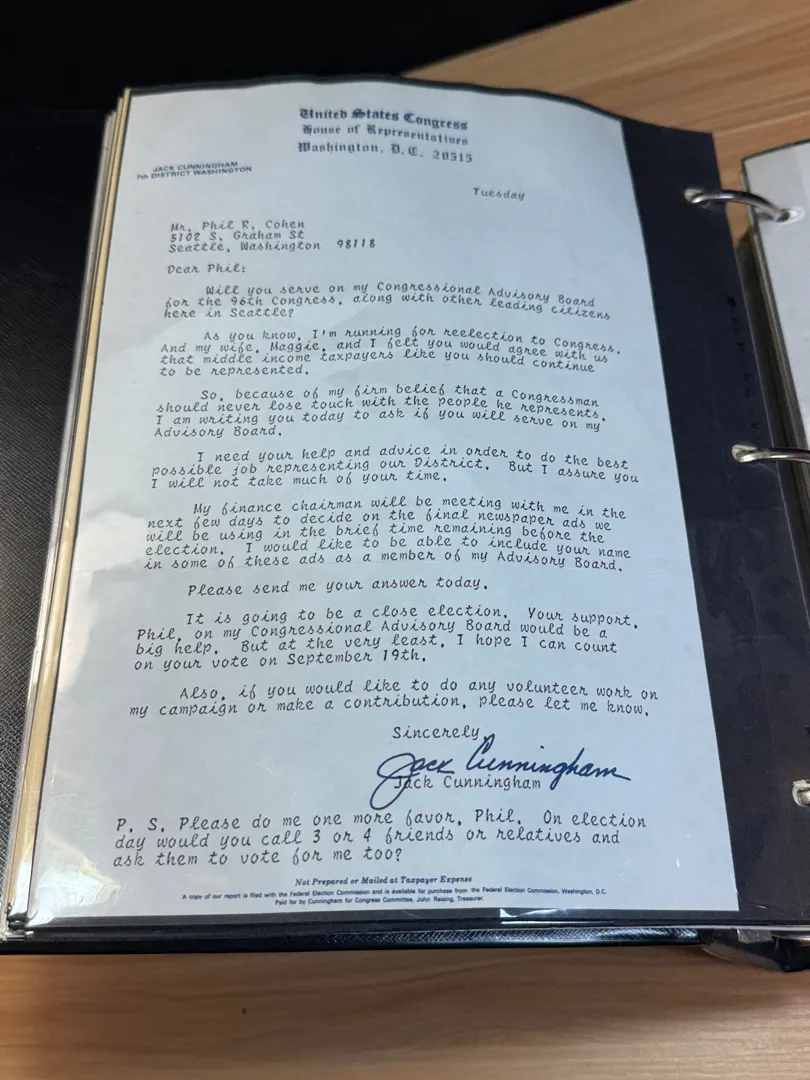 United States Congress
House of Representatives
Washington, D.C. 20515
JACK CUNNINGHAM
7th DISTRICT WASHINGTON
Tuesday
Mr. Phil R. Cohen
5102 S. Graham St
Seattle, Washington 98118
Dear Phil:
Will you serve on my Congressional Advisory Board
for the 96th Congress, along with other leading citizens
here in Seattle?
As you know, I'm running for reelection to Congress.
And my wife, Maggie, and I felt you would agree with us
that middle income taxpayers like you should continue
to be represented.
So, because of my firm belief that a Congressman
should never lose touch with the people he represents,
I am writing you today to ask if you will serve on my
Advisory Board.
I need your help and advice in order to do the best
possible job representing our District. But I assure you
I will not take much of your time.
My finance chairman will be meeting with me in the
next few days to decide on the final newspaper ads we
will be using in the brief time remaining before the
election. I would like to be able to include your name
in some of these ads as a member of my Advisory Board.
Please send me your answer today.
It is going to be a close election. Your support,
Phil, on my Congressional Advisory Board would be a
big help. But at the very least, I hope I can count
on your vote on September 19th.
Also, if you would like to do any volunteer work on
my campaign or make a contribution, please let me know.
Sincerely,
Jack Cunningham
Jack Cunningham
P. S. Please do me one more favor, Phil. On election
day would you call 3 or 4 friends or relatives and
ask them to vote for me too?
Not Prepared or Mailed at Taxpayer Expense
A copy of our report is filed with the Federal Election Commission and is available for purchase from the Federal Election Commission, Washington, D.C.
Paid for by Cunningham for Congress Committee, John Raising, Treasurer.